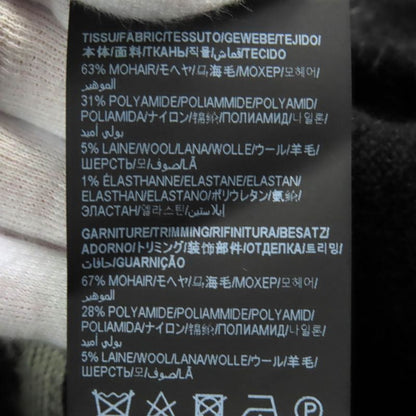 TISSU/FABRIC/TESSUTO/GEWEBE/TEJIDO/
本体/面料/ТКАНЬ/직물/قماش/TECIDO
63% MOHAIR/モヘヤ/马海毛/МОХЕР/모헤어/
الموهير
31% POLYAMIDE/POLIAMMIDE/POLYAMID/
POLIAMIDA/ナイロン/锦纶/ПОЛИАМИД/나일론/
بولي أميد
5% LAINE/WOOL/LANA/WOLLE/ウール/羊毛/
ШЕРСТЬ/모/صوف/LÃ
1% ÉLASTHANNE/ELASTANE/ELASTAN/
ELASTHAN/ELASTANO/ポリウレタン/氨纶/
ЭЛАСТАН/엘라스틴/إيلاستين
GARNITURE/TRIMMING/RIFINITURA/BESATZ/
ADORNO/トリミング/装饰部件/ОТДЕЛКА/트리밍/
حافات/GUARNIÇÃO
67% MOHAIR/モヘヤ/马海毛/МОХЕР/모헤어/
الموهير
28% POLYAMIDE/POLIAMMIDE/POLYAMID/
POLIAMIDA/ナイロン/锦纶/ПОЛИАМИД/나일론/
بولي أميد
5% LAINE/WOOL/LANA/WOLLE/ウール/羊毛/
ШЕРСТЬ/모/صوف/LÃ